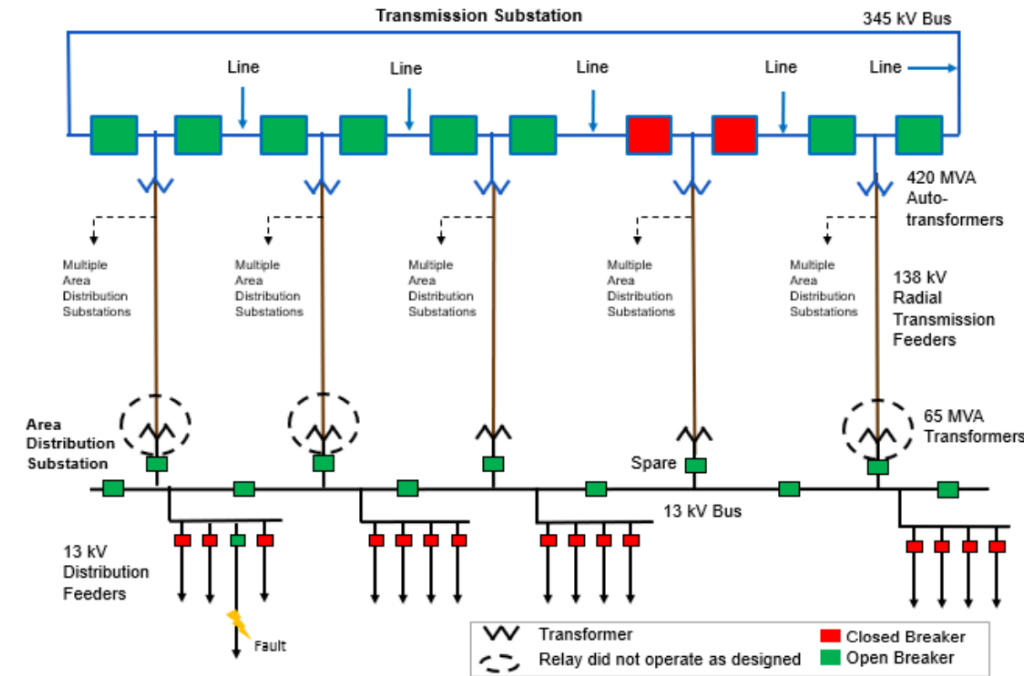 Transmission Substation
345 kV Bus
Line
Line
Line
Line
Line
420 MVA
Auto-
transformers
Multiple
Area
Distribution
Substations
Multiple
Area
Distribution
Substations
Multiple
Area
Distribution
Substations
Multiple
Area
Distribution
Substations
Multiple
Area
Distribution
Substations
138 kV
Radial
Transmission
Feeders
Area
Distribution
Substation
65 MVA
Transformers
Spare
13 kV Bus
13 kV
Distribution
Feeders
Fault
Transformer
Relay did not operate as designed
Closed Breaker
Open Breaker